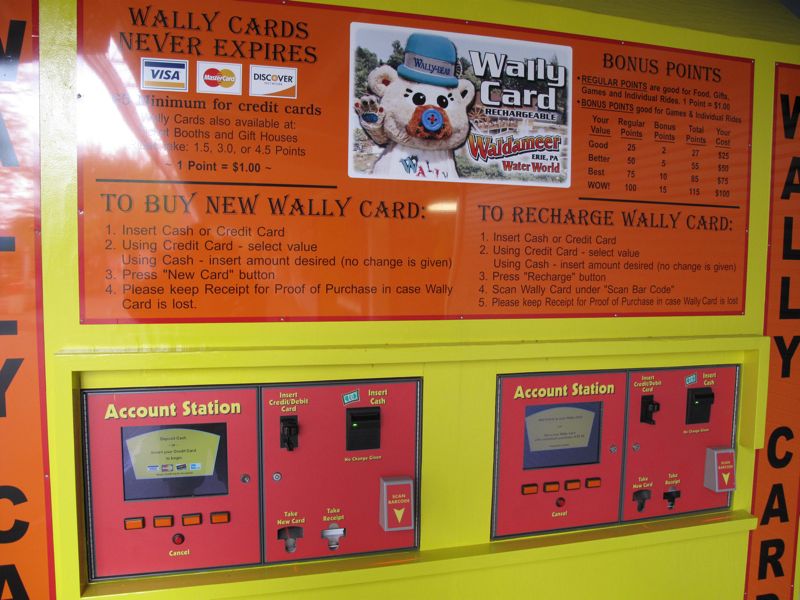 WALLY CARDS
NEVER EXPIRES
VISA
MasterCard
DISCOVER
Minimum for credit cards
Wally Cards also available at:
Booths and Gift Houses
1.5, 3.0, or 4.5 Points
~ 1 Point = $1.00 ~
WALLY-BEAR
Wally
Card
RECHARGEABLE
Waldameer
ERIE, PA
Water World
BONUS POINTS
•REGULAR POINTS are good for Food, Gifts,
Games and Individual Rides. 1 Point = $1.00
•BONUS POINTS good for Games & Individual Rides
Your Value Regular Points Bonus Points Total Points Your Cost
Good 25 2 27 $25
Better 50 5 55 $50
Best 75 10 85 $75
WOW! 100 15 115 $100
TO BUY NEW WALLY CARD:
1. Insert Cash or Credit Card
2. Using Credit Card - select value
Using Cash - insert amount desired (no change is given)
3. Press "New Card" button
4. Please keep Receipt for Proof of Purchase in case Wally
Card is lost.
TO RECHARGE WALLY CARD:
1. Insert Cash or Credit Card
2. Using Credit Card - select value
Using Cash - insert amount desired (no change is given)
3. Press "Recharge" button
4. Scan Wally Card under "Scan Bar Code"
5. Please keep Receipt for Proof of Purchase in case Wally Card is lost
Account Station
Deposit Cash
or
Insert your Credit Card
to begin.
Cancel
Insert
Credit/Debit
Card
Insert
Cash
No Change Given
Take
New Card
Take
Receipt
SCAN
BARCODE
Account Station
Cancel
Insert
Credit/Debit
Card
Insert
Cash
No Change Given
Take
New Card
Take
Receipt
SCAN
BARCODE
WALLY CARD